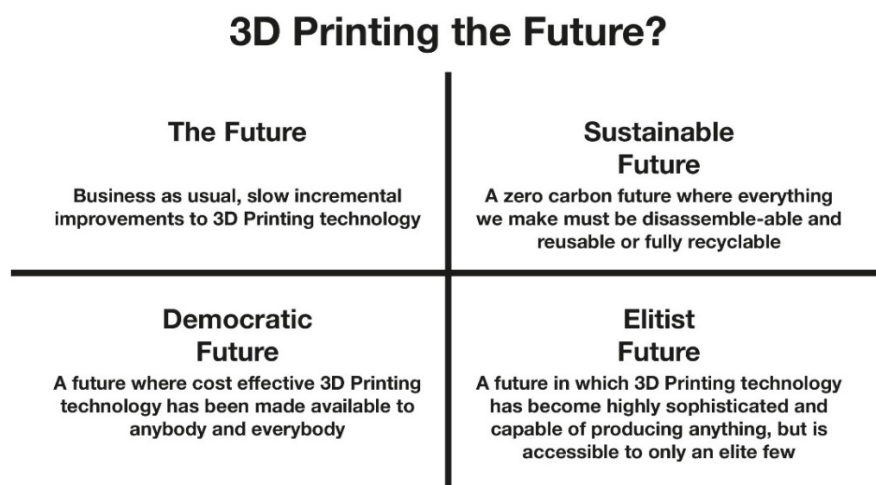 3D Printing the Future?
The Future
Business as usual, slow incremental
improvements to 3D Printing technology
Sustainable
Future
A zero carbon future where everything
we make must be disassemble-able and
reusable or fully recyclable
Democratic
Future
A future where cost effective 3D Printing
technology has been made available to
anybody and everybody
Elitist
Future
A future in which 3D Printing technology
has become highly sophisticated and
capable of producing anything, but is
accessible to only an elite few